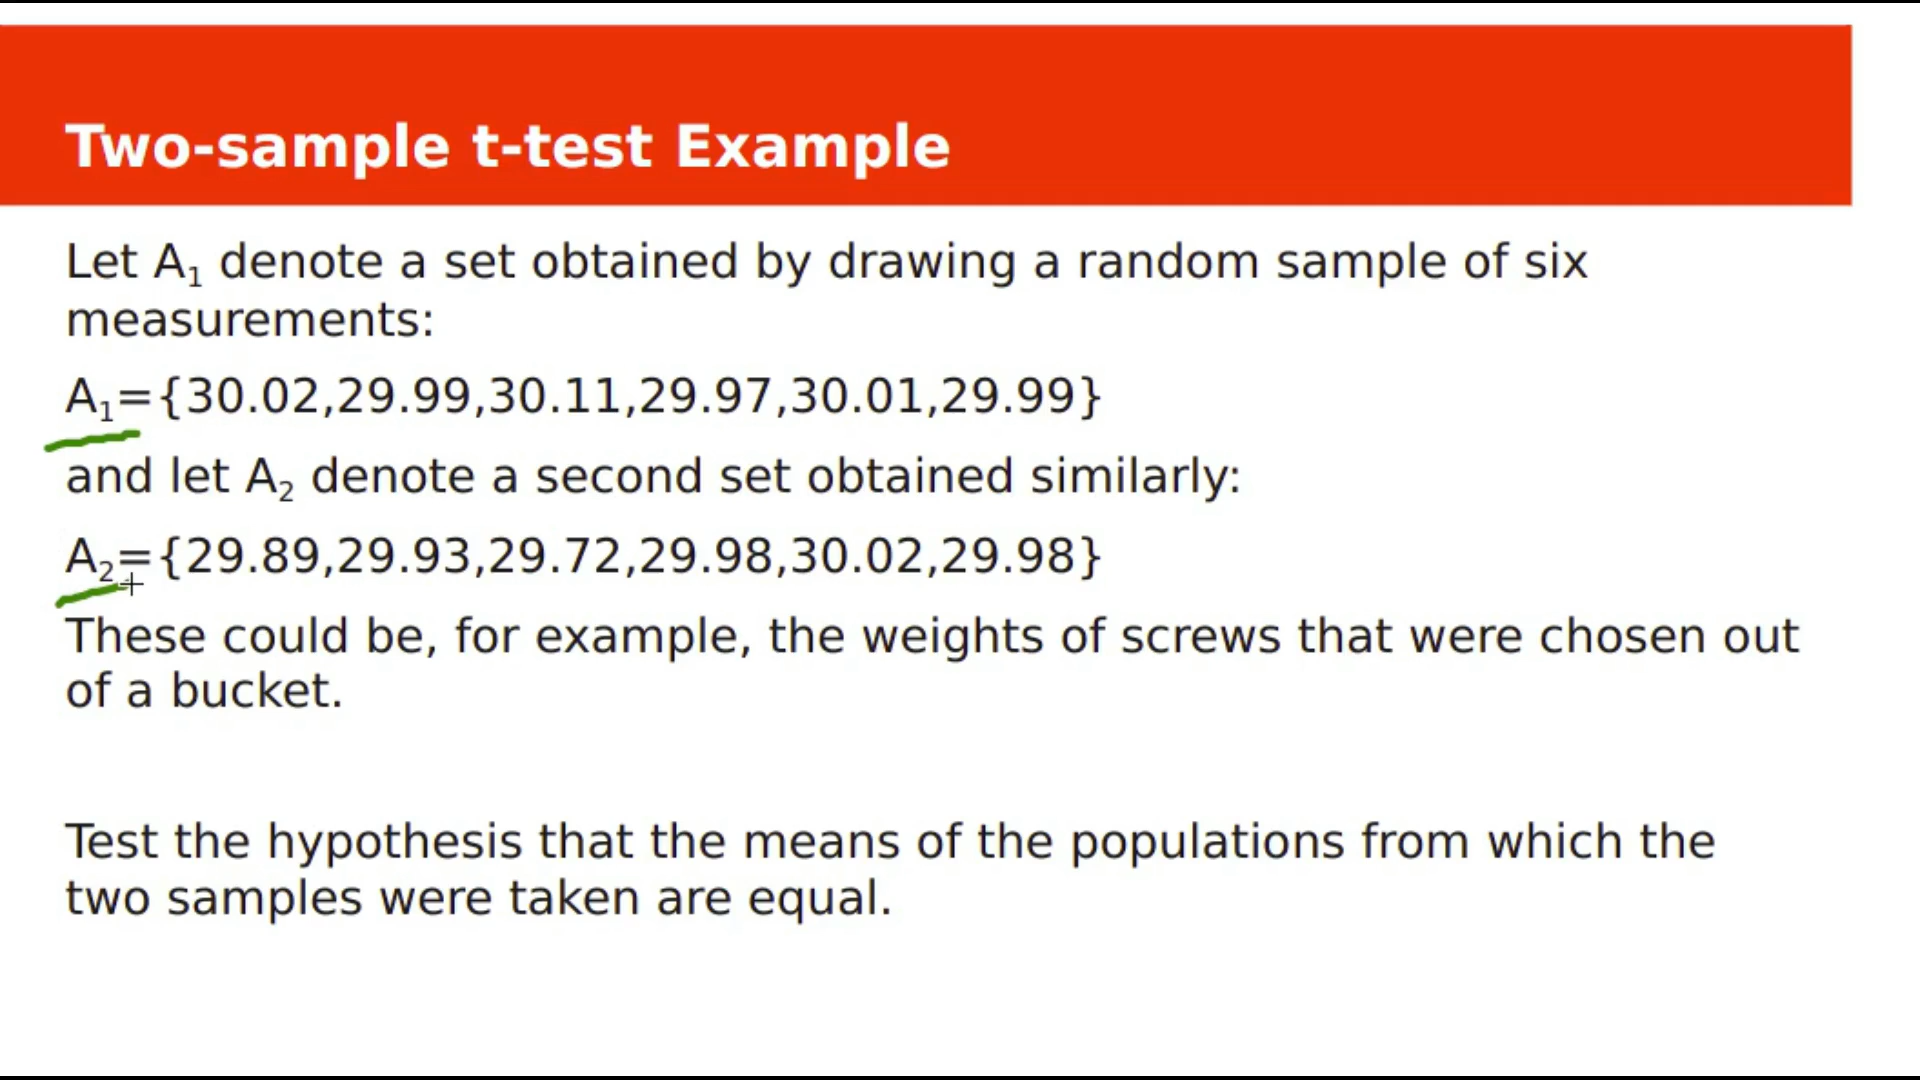 Two-sample t-test Example
Let A₁ denote a set obtained by drawing a random sample of six
measurements:
A₁={30.02,29.99,30.11,29.97,30.01,29.99}
and let A₂ denote a second set obtained similarly:
A₂={29.89,29.93,29.72,29.98,30.02,29.98}
These could be, for example, the weights of screws that were chosen out
of a bucket.
Test the hypothesis that the means of the populations from which the
two samples were taken are equal.